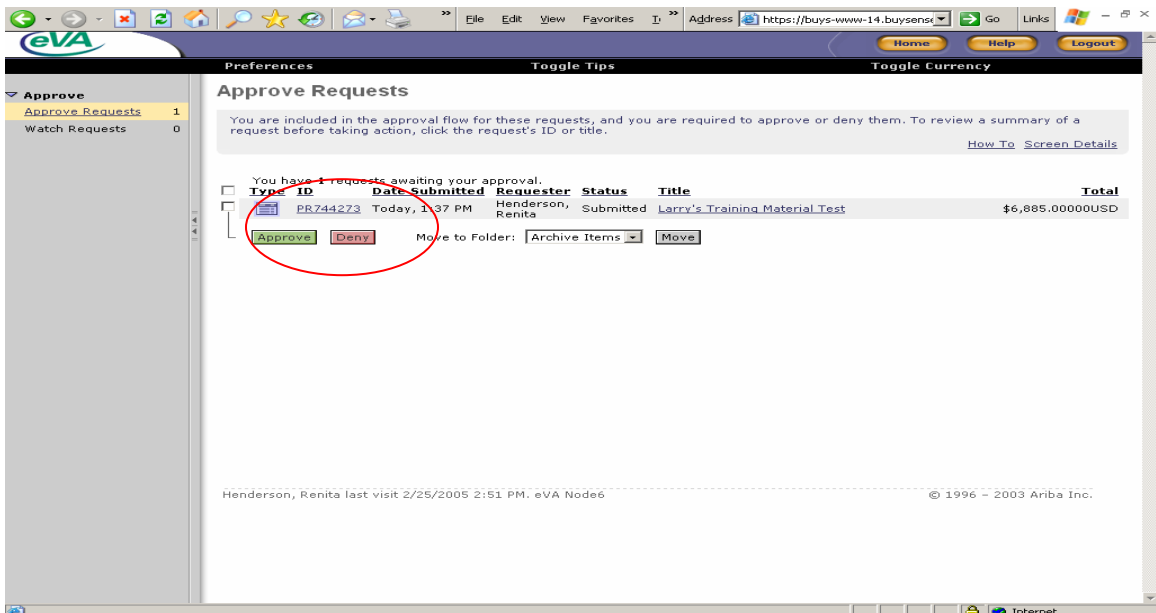 » File Edit View Favorites T » Address https://buys-www-14.buysense Go Links
eVA Home Help Logout
Preferences Toggle Tips Toggle Currency
Approve
Approve Requests 1
Watch Requests 0
Approve Requests
You are included in the approval flow for these requests, and you are required to approve or deny them. To review a summary of a
request before taking action, click the request's ID or title.
How To Screen Details
You have 1 requests awaiting your approval.
Type ID Date Submitted Requester Status Title Total
PR744273 Today, 1:37 PM Henderson, Renita Submitted Larry's Training Material Test $6,885.00000USD
Approve Deny Move to Folder: Archive Items Move
Henderson, Renita last visit 2/25/2005 2:51 PM. eVA Node6 © 1996 – 2003 Ariba Inc.
Internet